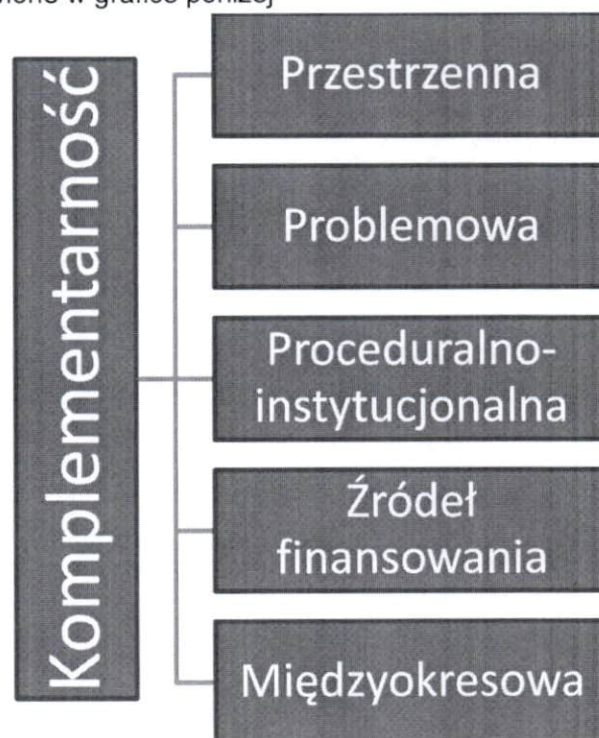 w grafice poniżej
Komplementarność
Przestrzenna
Problemowa
Proceduralno-
instytucjonalna
Źródeł
finansowania
Międzyokresowa